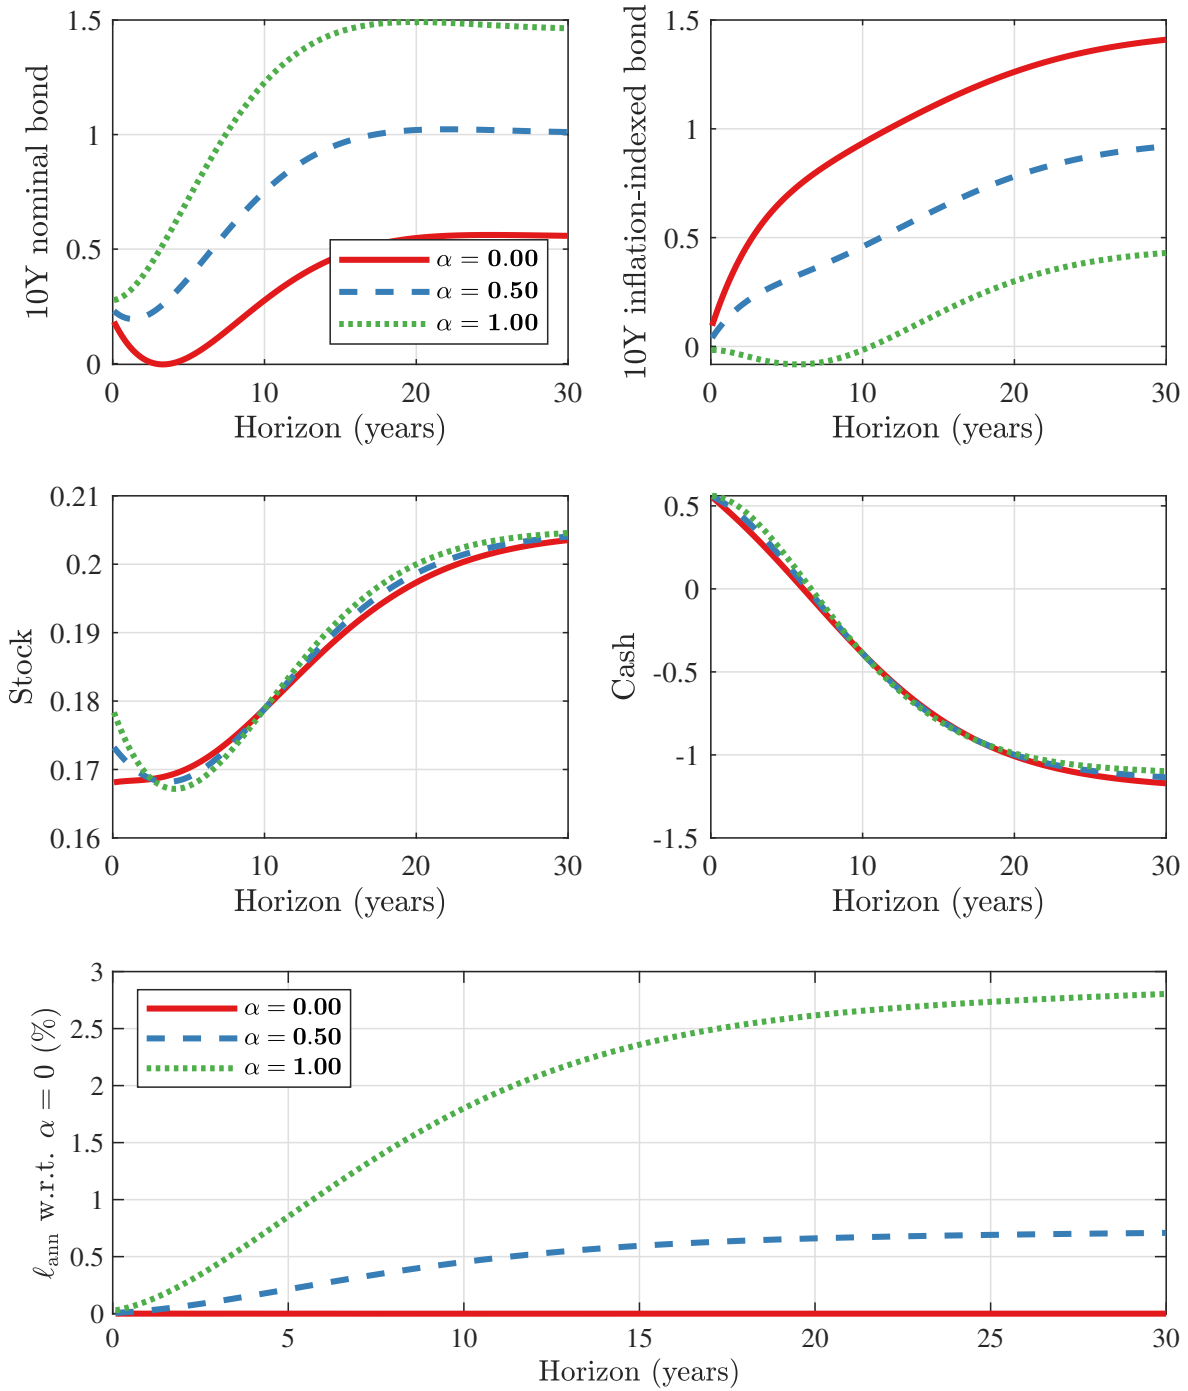 10Y nominal bond
1.5
1
0.5
0
0 10 20 30
Horizon (years)
α = 0.00
α = 0.50
α = 1.00
10Y inflation-indexed bond
1.5
1
0.5
0
0 10 20 30
Horizon (years)
Stock
0.21
0.2
0.19
0.18
0.17
0.16
0 10 20 30
Horizon (years)
Cash
0.5
0
-0.5
-1
-1.5
0 10 20 30
Horizon (years)
ℓann w.r.t. α = 0 (%)
3
2.5
2
1.5
1
0.5
0
0 5 10 15 20 25 30
Horizon (years)
α = 0.00
α = 0.50
α = 1.00